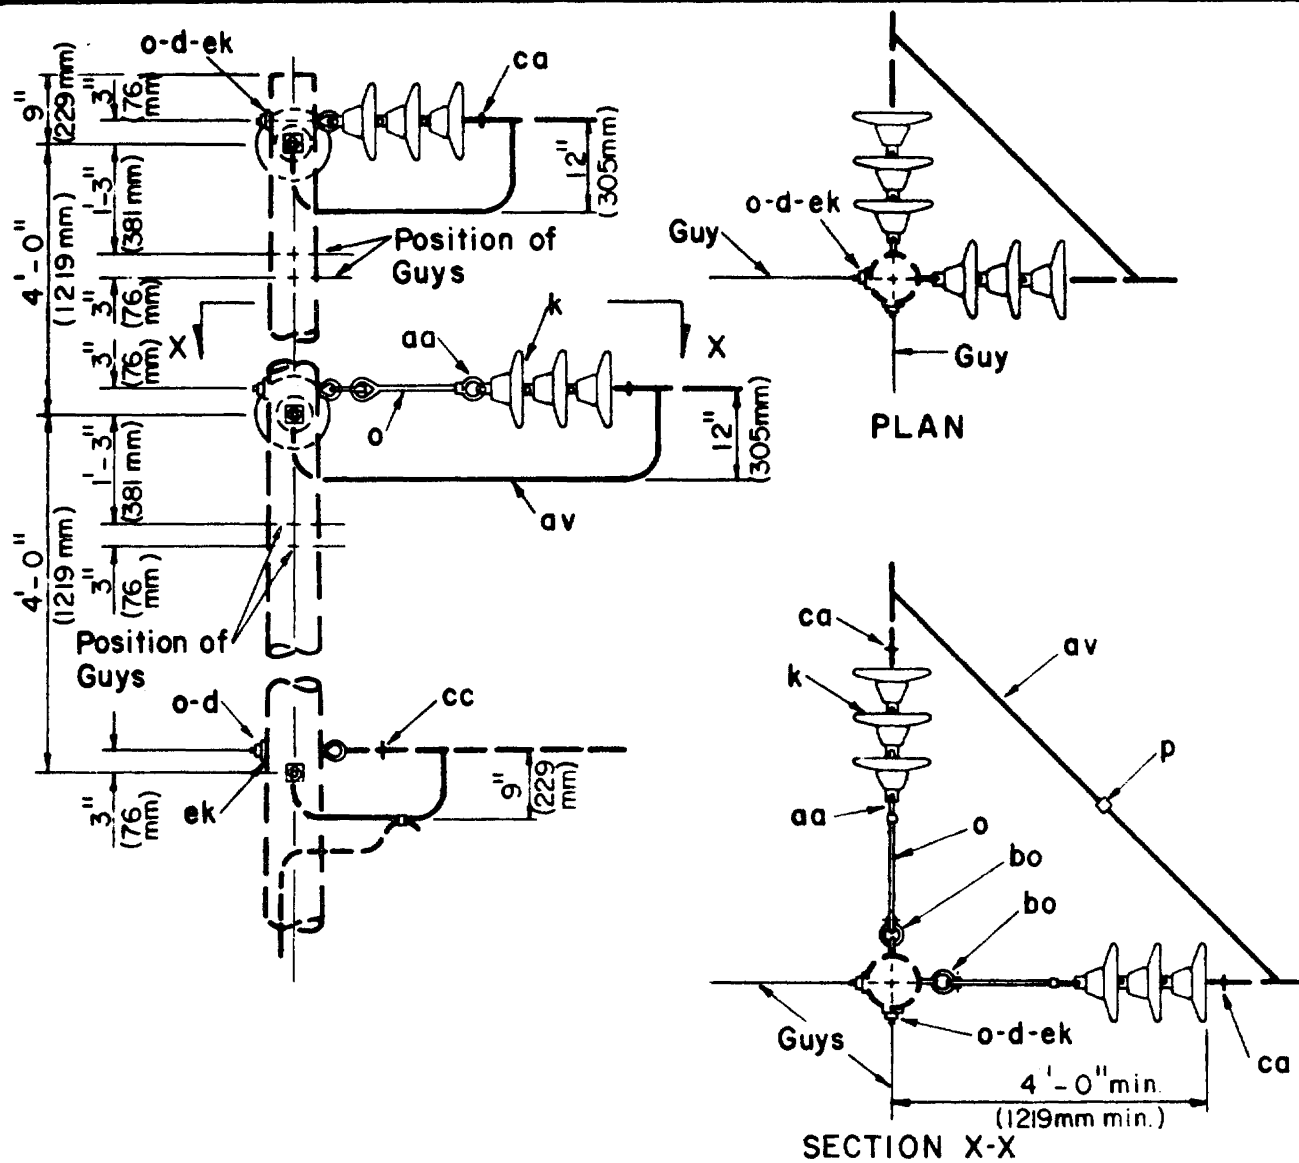 o-d-ek
ca
9"
(229 mm)
3"
(76 mm)
12"
(305mm)
1'-3"
(381 mm)
4'-0"
(1219 mm)
Position of
Guys
3"
(76 mm)
X
X
k
aa
3"
(76 mm)
o
12"
(305mm)
1'-3"
(381 mm)
av
4'-0"
(1219 mm)
3"
(76 mm)
Position of
Guys
o-d
cc
ek
9"
(229 mm)
3"
(76 mm)
o-d-ek
Guy
Guy
PLAN
ca
av
k
p
aa
o
bo
bo
Guys
o-d-ek
ca
4'-0" min.
(1219mm min.)
SECTION X-X